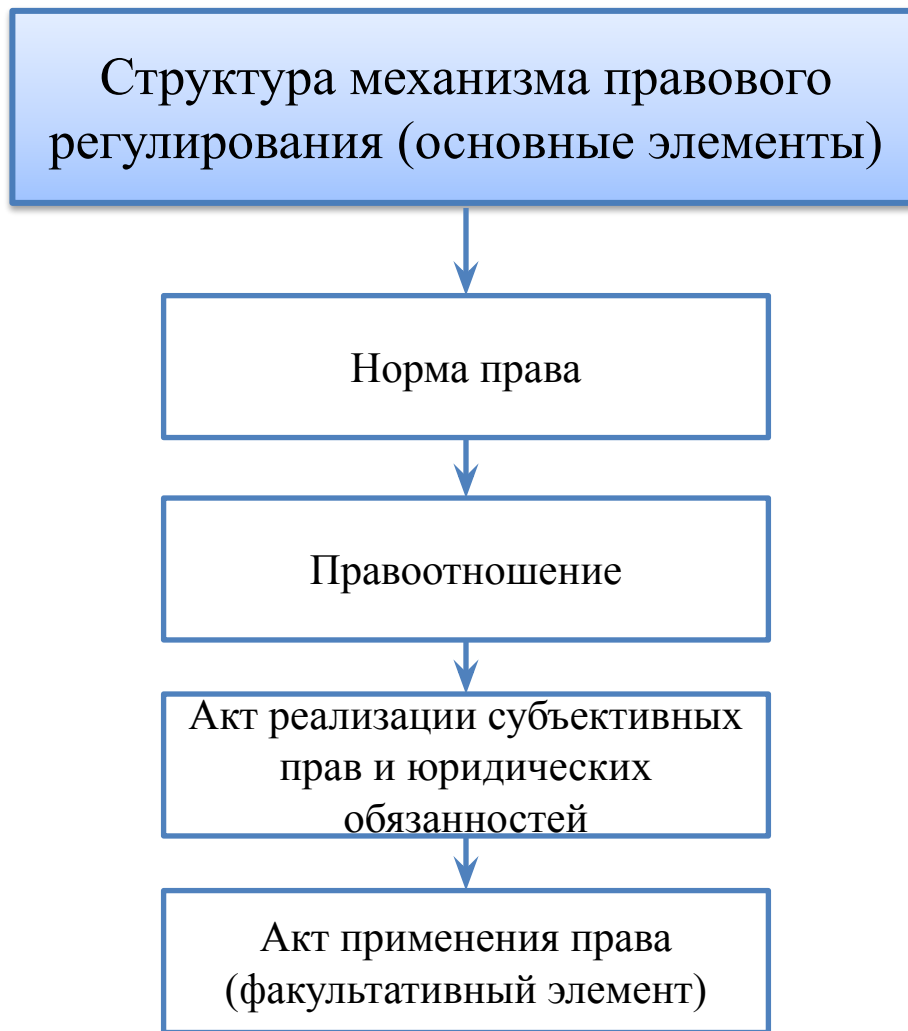 Структура механизма правового
регулирования (основные элементы)
Норма права
Правоотношение
Акт реализации субъективных
прав и юридических
обязанностей
Акт применения права
(факультативный элемент)